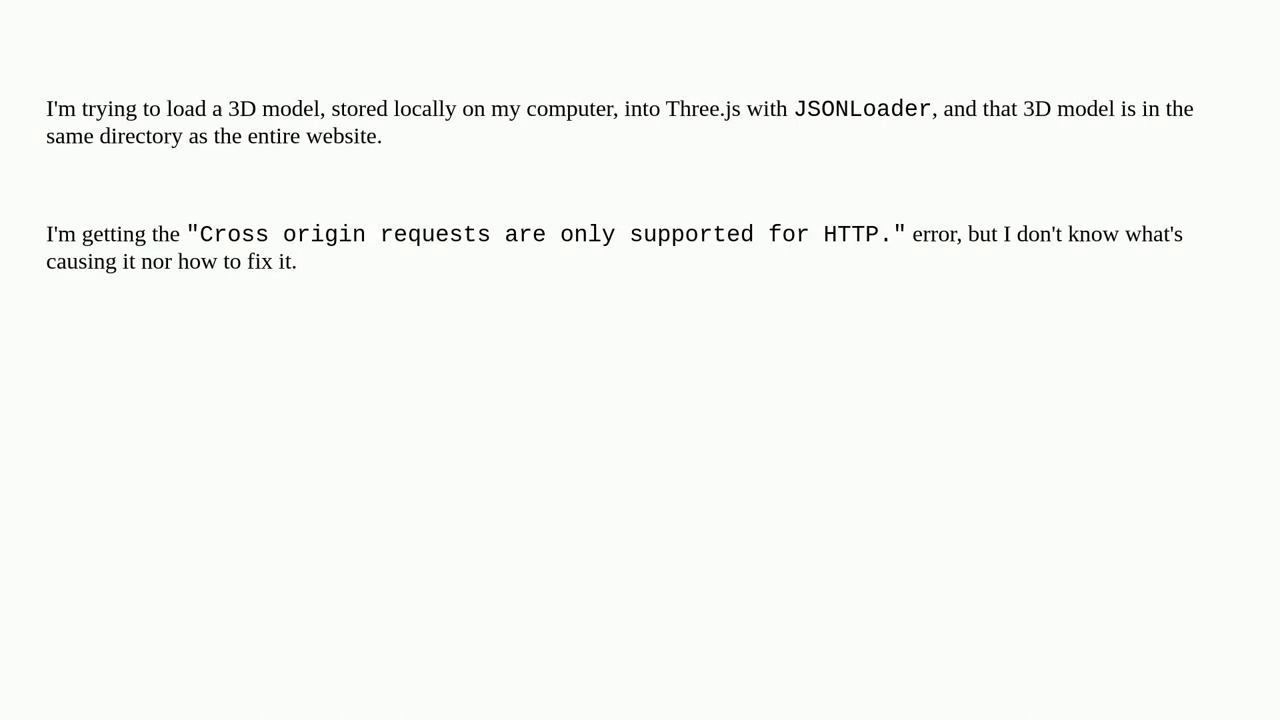 I'm trying to load a 3D model, stored locally on my computer, into Three.js with JSONLoader, and that 3D model is in the
same directory as the entire website.
I'm getting the "Cross origin requests are only supported for HTTP." error, but I don't know what's
causing it nor how to fix it.